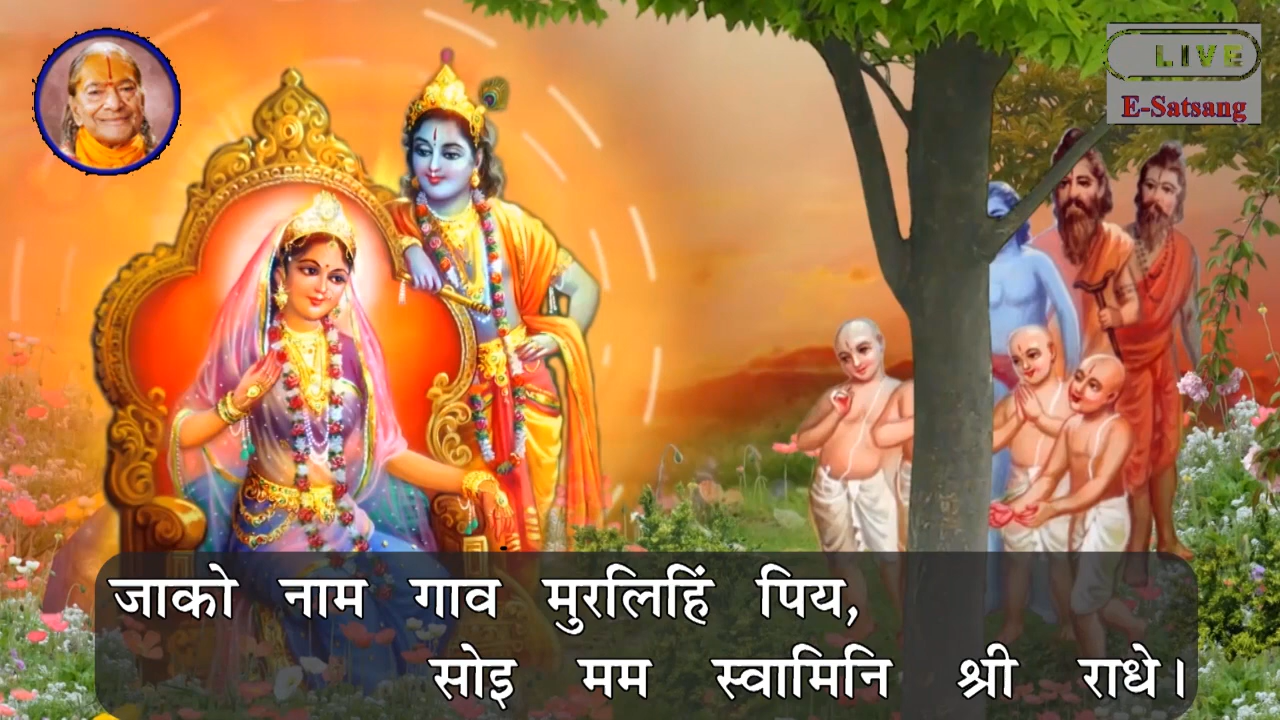 LIVE
E-Satsang
जाको नाम गाव मुरलिहिं पिय,
सोइ मम स्वामिनि श्री राधे।